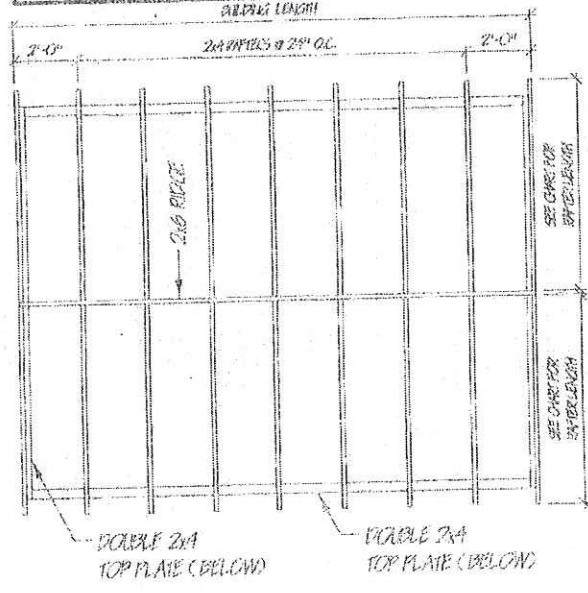 BUILDING LENGTH
2'-0"
2x4 RAFTERS @ 24" O.C.
2'-0"
2x6 RIDGE
SEE CHART FOR
RAFTER LENGTH
SEE CHART FOR
RAFTER LENGTH
DOUBLE 2x4
TOP PLATE (BELOW)
DOUBLE 2x4
TOP PLATE (BELOW)